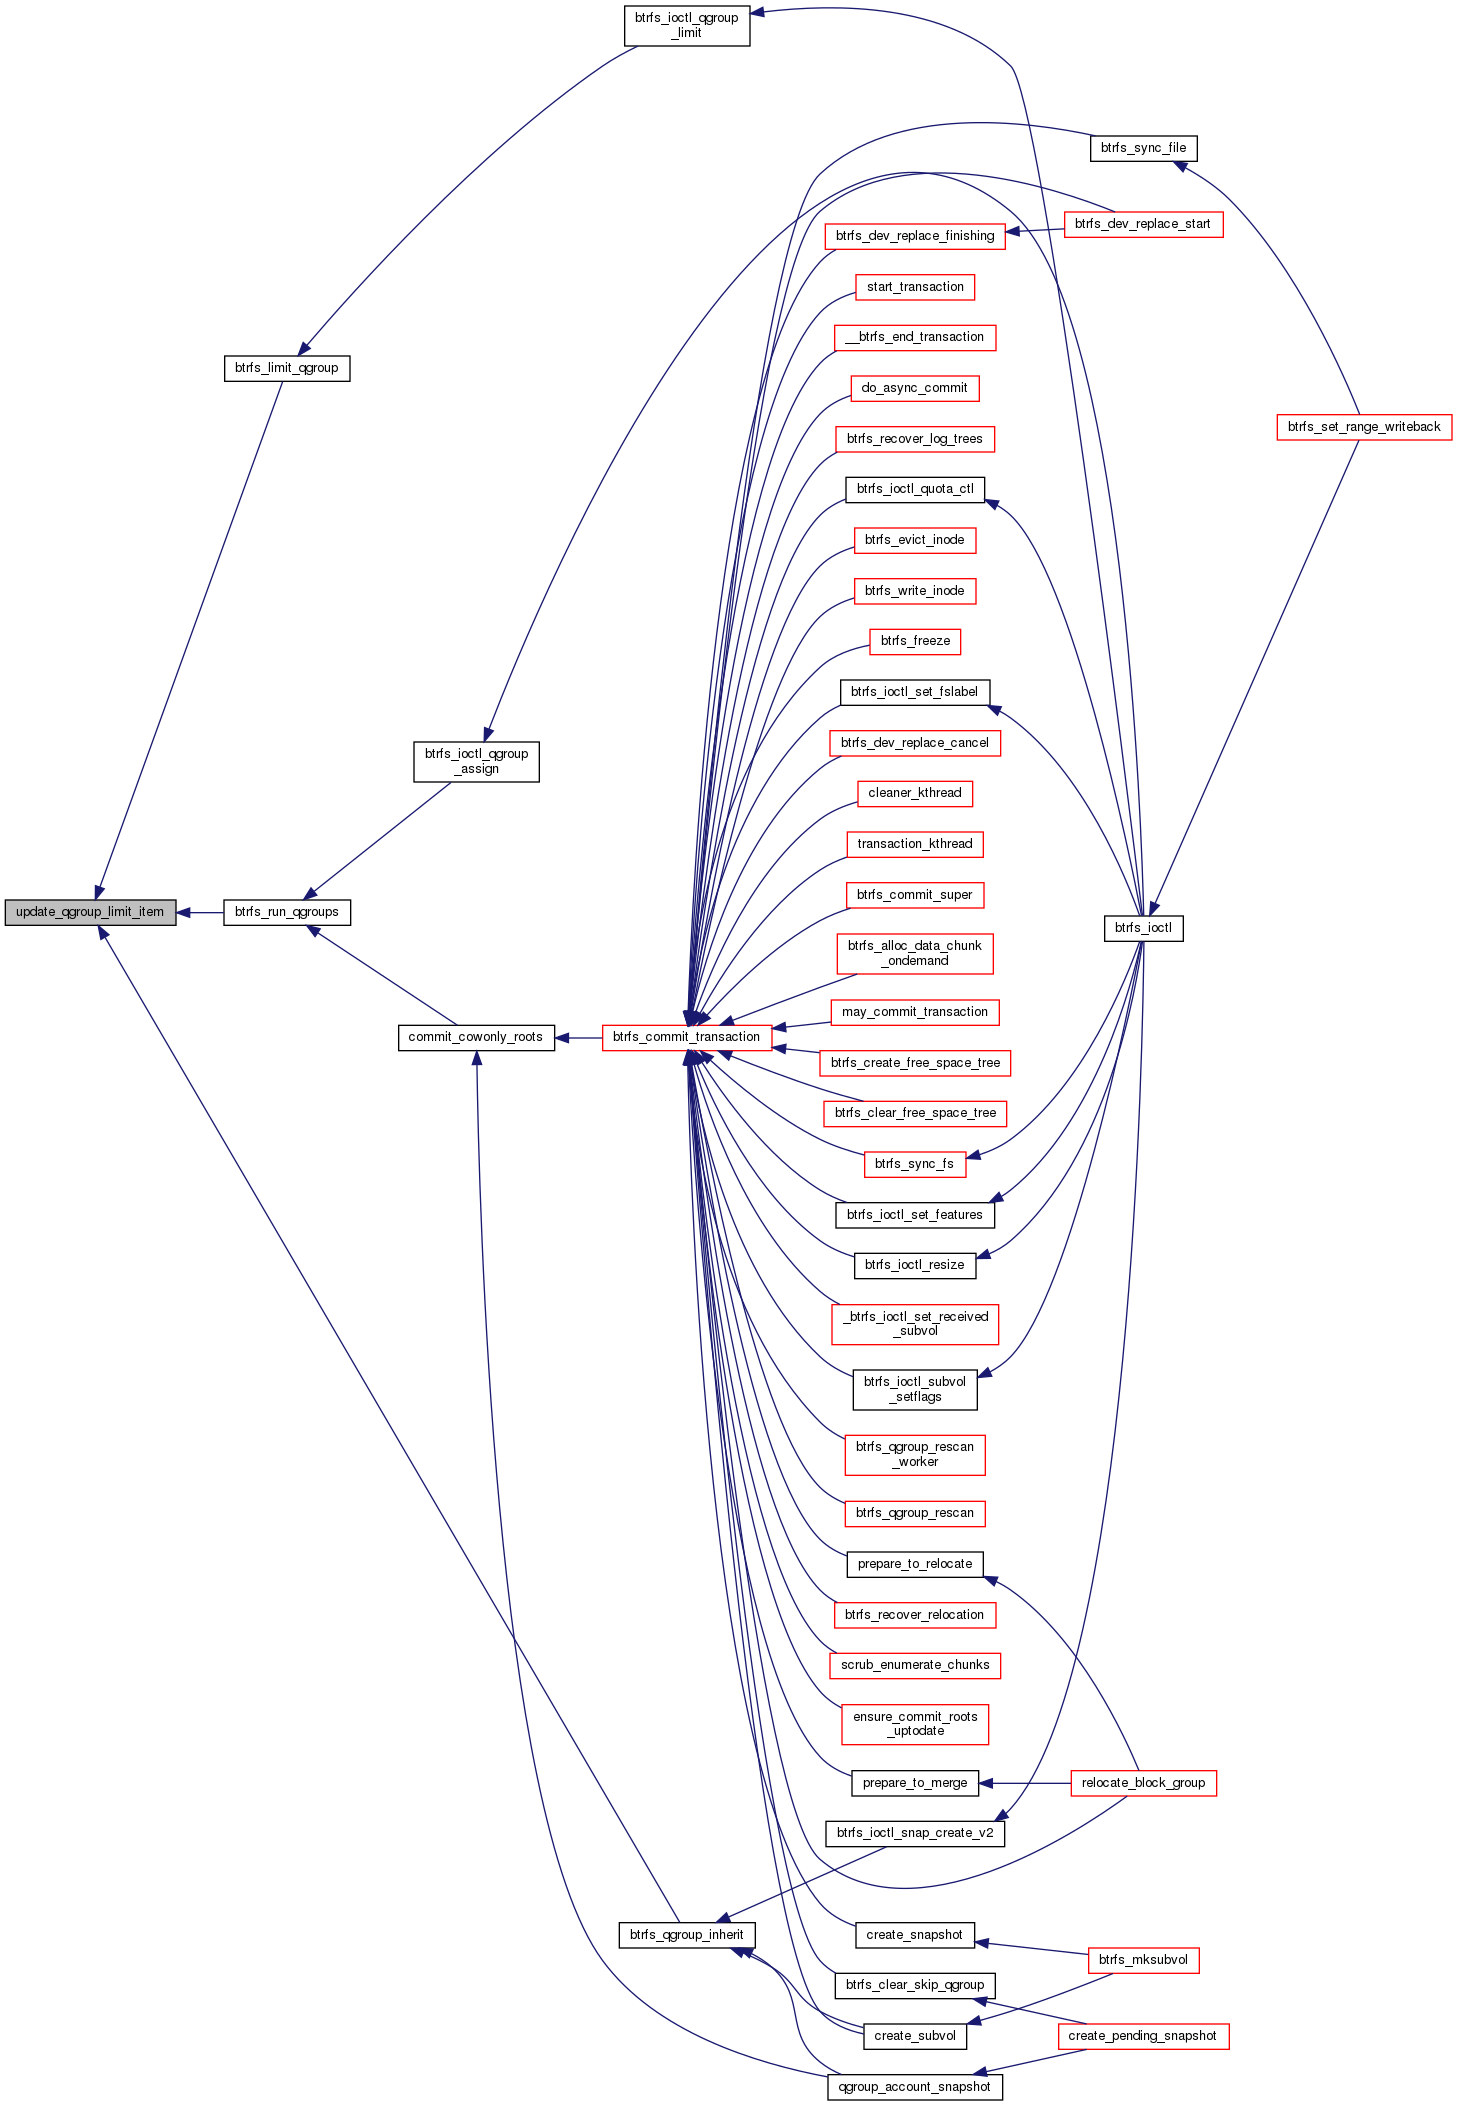 btrfs_ioctl_qgroup
_limit
btrfs_sync_file
btrfs_dev_replace_start
btrfs_dev_replace_finishing
start_transaction
__btrfs_end_transaction
btrfs_limit_qgroup
do_async_commit
btrfs_set_range_writeback
btrfs_recover_log_trees
btrfs_ioctl_quota_ctl
btrfs_evict_inode
btrfs_write_inode
btrfs_freeze
btrfs_ioctl_set_fslabel
btrfs_dev_replace_cancel
btrfs_ioctl_qgroup
_assign
cleaner_kthread
transaction_kthread
btrfs_commit_super
update_qgroup_limit_item
btrfs_run_qgroups
btrfs_ioctl
btrfs_alloc_data_chunk
_ondemand
may_commit_transaction
commit_cowonly_roots
btrfs_commit_transaction
btrfs_create_free_space_tree
btrfs_clear_free_space_tree
btrfs_sync_fs
btrfs_ioctl_set_features
btrfs_ioctl_resize
_btrfs_ioctl_set_received
_subvol
btrfs_ioctl_subvol
_setflags
btrfs_qgroup_rescan
_worker
btrfs_qgroup_rescan
prepare_to_relocate
btrfs_recover_relocation
scrub_enumerate_chunks
ensure_commit_roots
_uptodate
prepare_to_merge
relocate_block_group
btrfs_ioctl_snap_create_v2
btrfs_qgroup_inherit
create_snapshot
btrfs_mksubvol
btrfs_clear_skip_qgroup
create_subvol
create_pending_snapshot
qgroup_account_snapshot